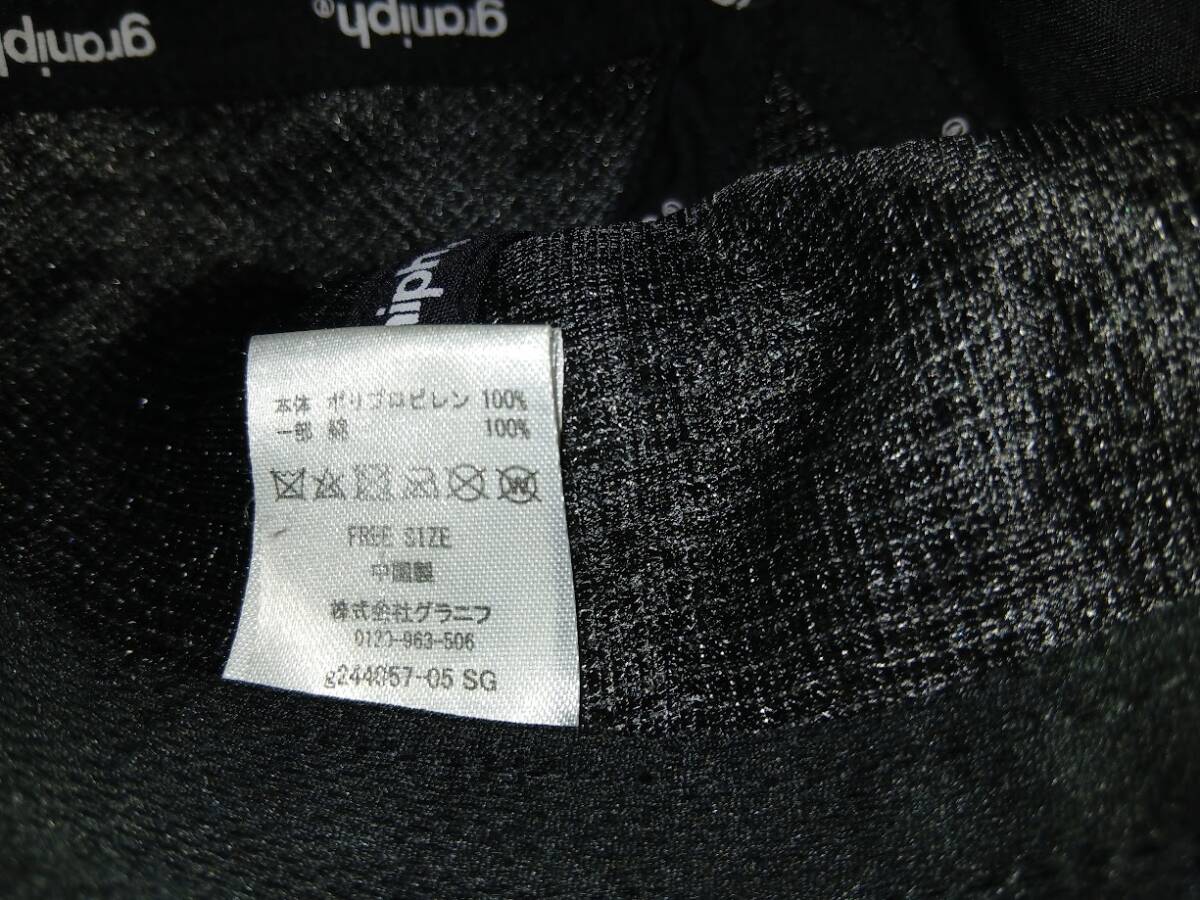 graniph
graniph®
本体 ポリプロピレン 100%
一部 綿 100%
W
FREE SIZE
中国製
株式会社グラニフ
0120-963-506
g244057-05 SG